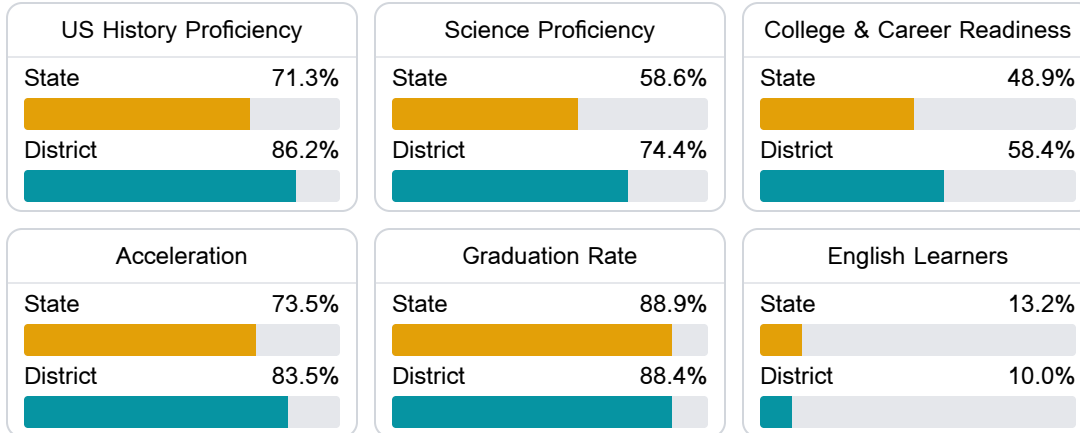 US History Proficiency
State 71.3%
District 86.2%
Science Proficiency
State 58.6%
District 74.4%
College & Career Readiness
State 48.9%
District 58.4%
Acceleration
State 73.5%
District 83.5%
Graduation Rate
State 88.9%
District 88.4%
English Learners
State 13.2%
District 10.0%